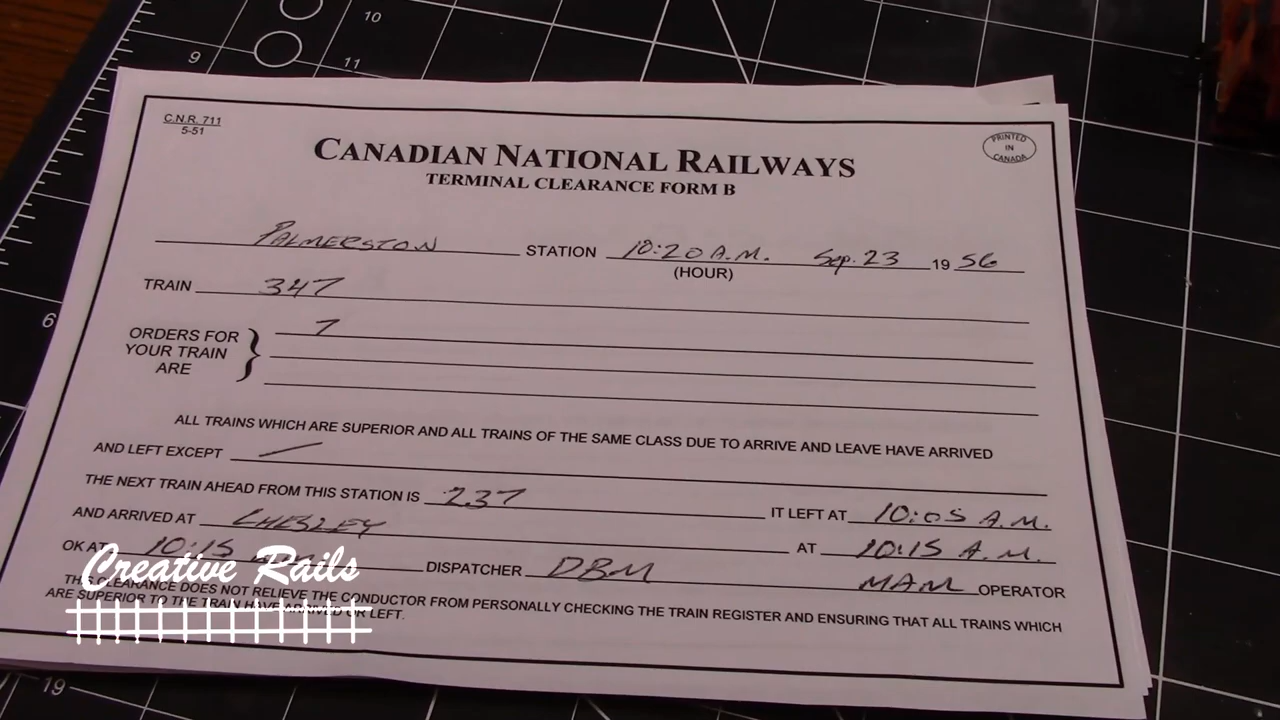 10
9
11
6
C.N.R. 711
5-51
PRINTED
IN
CANADA
CANADIAN NATIONAL RAILWAYS
TERMINAL CLEARANCE FORM B
PALMERSTON STATION 10:20 A.M. Sep. 23 19 56
(HOUR)
TRAIN 347
ORDERS FOR YOUR TRAIN ARE } 7
ALL TRAINS WHICH ARE SUPERIOR AND ALL TRAINS OF THE SAME CLASS DUE TO ARRIVE AND LEAVE HAVE ARRIVED
AND LEFT EXCEPT —
THE NEXT TRAIN AHEAD FROM THIS STATION IS 237 IT LEFT AT 10:05 A.M.
AND ARRIVED AT CHESLEY AT 10:15 A.M.
OK AT 10:15 DISPATCHER DBM MAM OPERATOR
THIS CLEARANCE DOES NOT RELIEVE THE CONDUCTOR FROM PERSONALLY CHECKING THE TRAIN REGISTER AND ENSURING THAT ALL TRAINS WHICH
ARE SUPERIOR TO THE TRAIN HAVE ARRIVED OR LEFT.
Creative Rails
19